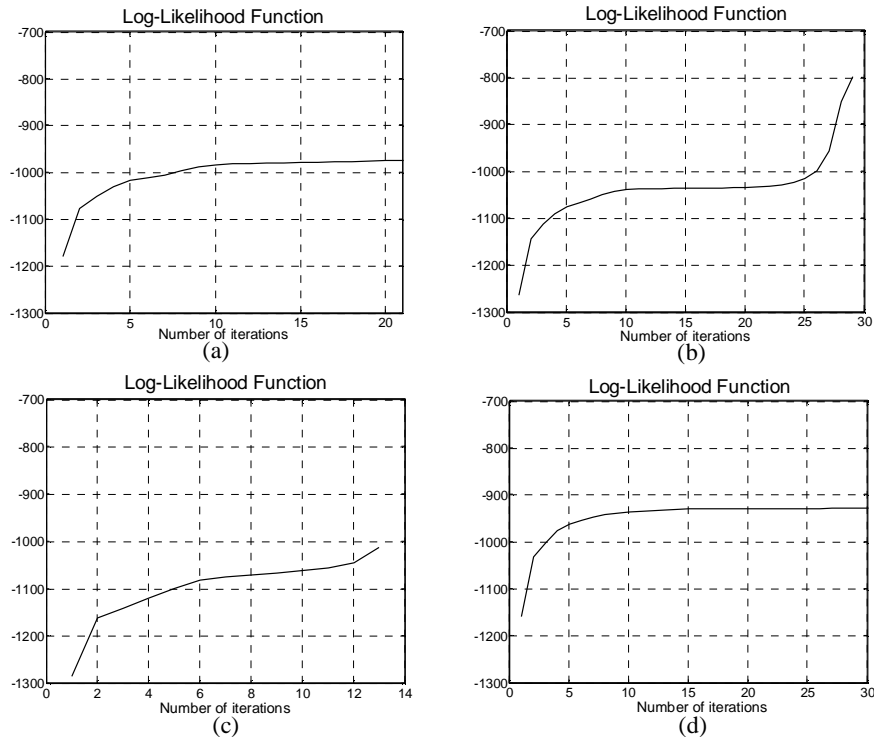 Log-Likelihood Function
-700
-800
-900
-1000
-1100
-1200
-1300
0 5 10 15 20
Number of iterations
(a)
Log-Likelihood Function
-700
-800
-900
-1000
-1100
-1200
-1300
0 5 10 15 20 25 30
Number of iterations
(b)
Log-Likelihood Function
-700
-800
-900
-1000
-1100
-1200
-1300
0 2 4 6 8 10 12 14
Number of iterations
(c)
Log-Likelihood Function
-700
-800
-900
-1000
-1100
-1200
-1300
0 5 10 15 20 25 30
Number of iterations
(d)